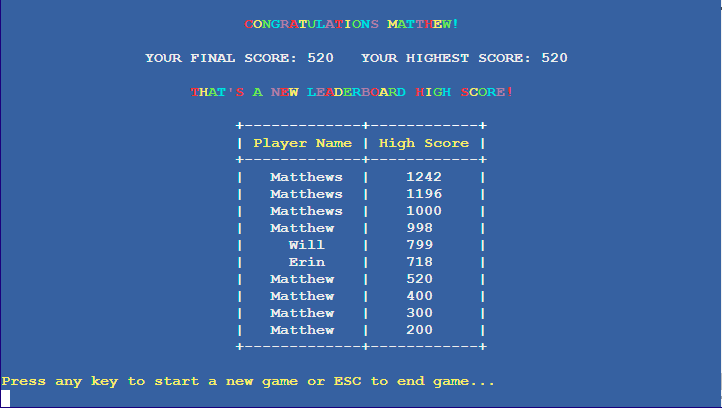 CONGRATULATIONS MATTHEW!
YOUR FINAL SCORE: 520 YOUR HIGHEST SCORE: 520
THAT'S A NEW LEADERBOARD HIGH SCORE!
+-------------+------------+
| Player Name | High Score |
+-------------+------------+
| Matthews | 1242 |
| Matthews | 1196 |
| Matthews | 1000 |
| Matthew | 998 |
| Will | 799 |
| Erin | 718 |
| Matthew | 520 |
| Matthew | 400 |
| Matthew | 300 |
| Matthew | 200 |
+-------------+------------+
Press any key to start a new game or ESC to end game...